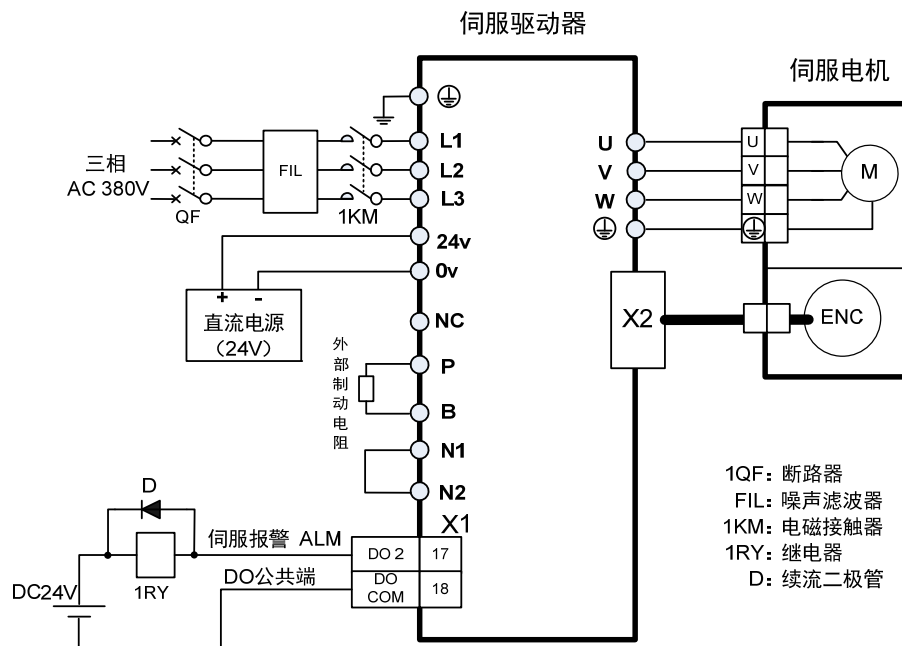 伺服驱动器
伺服电机
三相
AC 380V
QF
FIL
1KM
L1
L2
L3
24v
0v
+ -
直流电源
（24V）
NC
外部制动电阻
P
B
N1
N2
X1
U
V
W
U
V
W
M
X2
ENC
D
1RY
DC24V
伺服报警 ALM
DO公共端
DO 2
17
DO
COM
18
1QF：断路器
FIL：噪声滤波器
1KM：电磁接触器
1RY：继电器
D：续流二极管